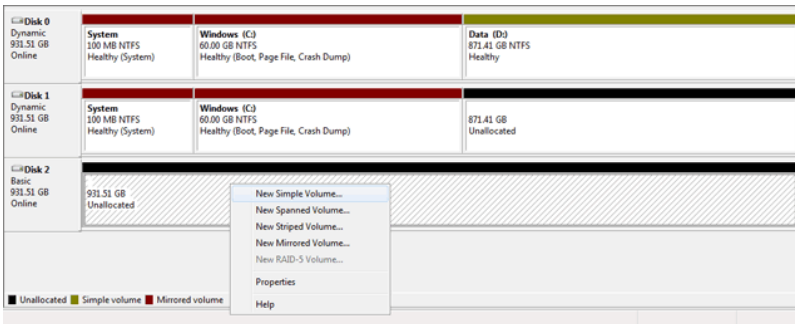 Disk 0
Dynamic
931.51 GB
Online
System
100 MB NTFS
Healthy (System)
Windows (C:)
60.00 GB NTFS
Healthy (Boot, Page File, Crash Dump)
Data (D:)
871.41 GB NTFS
Healthy
Disk 1
Dynamic
931.51 GB
Online
System
100 MB NTFS
Healthy (System)
Windows (C:)
60.00 GB NTFS
Healthy (Boot, Page File, Crash Dump)
871.41 GB
Unallocated
Disk 2
Basic
931.51 GB
Online
931.51 GB
Unallocated
New Simple Volume...
New Spanned Volume...
New Striped Volume...
New Mirrored Volume...
New RAID-5 Volume...
Properties
Help
Unallocated Simple volume Mirrored volume